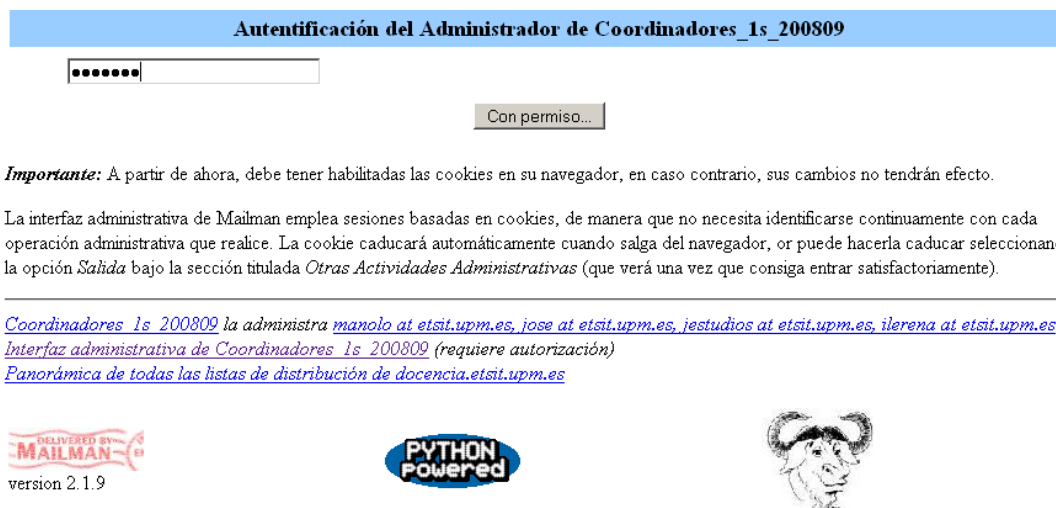 Autentificación del Administrador de Coordinadores_1s_200809
Con permiso...
Importante: A partir de ahora, debe tener habilitadas las cookies en su navegador, en caso contrario, sus cambios no tendrán efecto.
La interfaz administrativa de Mailman emplea sesiones basadas en cookies, de manera que no necesita identificarse continuamente con cada
operación administrativa que realice. La cookie caducará automáticamente cuando salga del navegador, or puede hacerla caducar seleccionan
la opción Salida bajo la sección titulada Otras Actividades Administrativas (que verá una vez que consiga entrar satisfactoriamente).
Coordinadores_1s_200809 la administra manolo at etsit.upm.es, jose at etsit.upm.es, jestudios at etsit.upm.es, ilerena at etsit.upm.es
Interfaz administrativa de Coordinadores_1s_200809 (requiere autorización)
Panorámica de todas las listas de distribución de docencia.etsit.upm.es
DELIVERED BY
MAILMAN
PYTHON
Powered
version 2.1.9